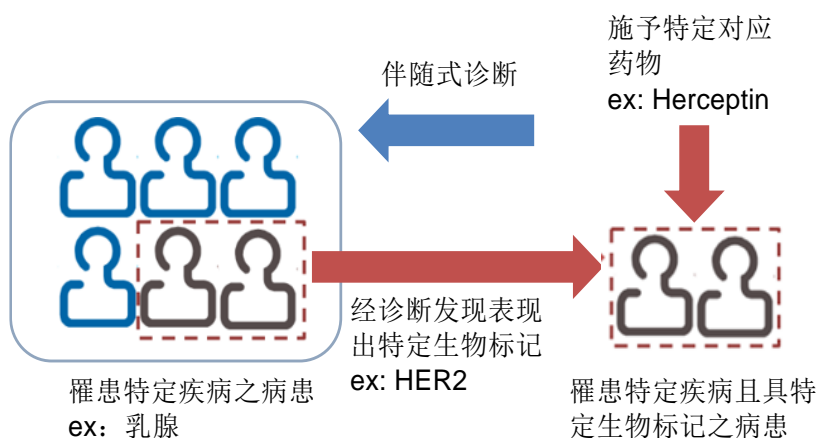 伴随式诊断
施予特定对应
药物
ex: Herceptin
经诊断发现表现
出特定生物标记
ex: HER2
罹患特定疾病之病患
ex：乳腺
罹患特定疾病且具特
定生物标记之病患